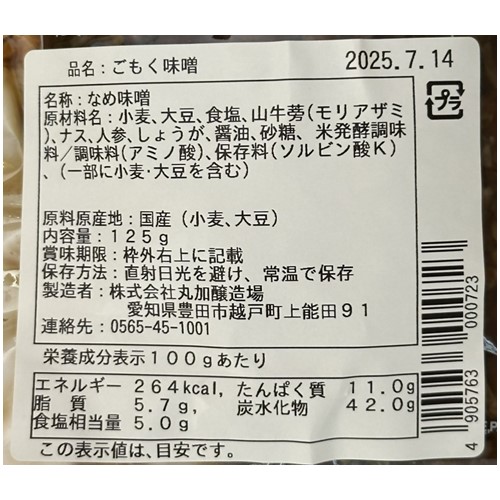 品名：ごもく味噌
2025.7.14
プラ
名称：なめ味噌
原材料名：小麦、大豆、食塩、山牛蒡(モリアザミ
)、ナス、人参、しょうが、醤油、砂糖、米発酵調味
料／調味料(アミノ酸)、保存料(ソルビン酸K)
、(一部に小麦・大豆を含む)
原料原産地：国産（小麦、大豆）
内容量：125g
賞味期限：枠外右上に記載
保存方法：直射日光を避け、常温で保存
製造者：株式会社丸加醸造場
愛知県豊田市越戸町上能田91
連絡先：0565-45-1001
栄養成分表示100gあたり
エネルギー 264kcal, たんぱく質 11.0g
脂質 5.7g, 炭水化物 42.0g
食塩相当量 5.0g
この表示値は、目安です。
4 905763 000723